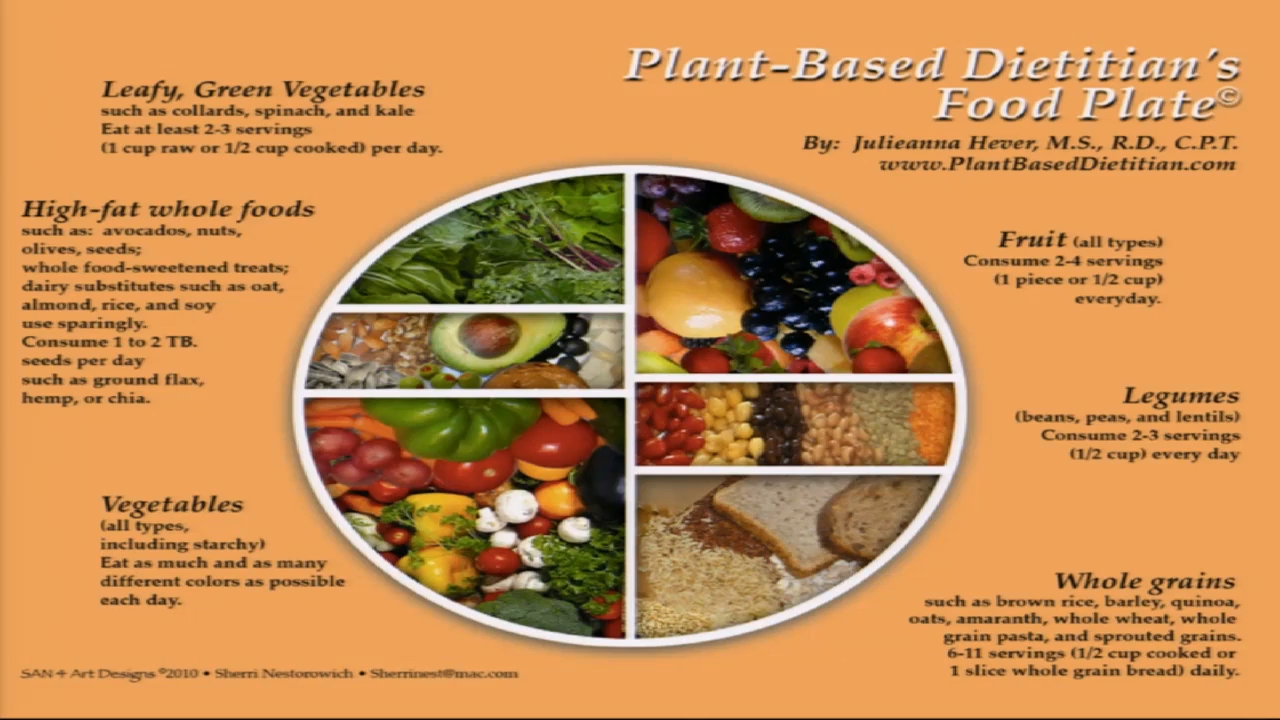 Plant-Based Dietitian's
Food Plate©
By: Julieanna Hever, M.S., R.D., C.P.T.
www.PlantBasedDietitian.com
Leafy, Green Vegetables
such as collards, spinach, and kale
Eat at least 2-3 servings
(1 cup raw or 1/2 cup cooked) per day.
High-fat whole foods
such as: avocados, nuts,
olives, seeds;
whole food-sweetened treats;
dairy substitutes such as oat,
almond, rice, and soy
use sparingly.
Consume 1 to 2 TB.
seeds per day
such as ground flax,
hemp, or chia.
Vegetables
(all types,
including starchy)
Eat as much and as many
different colors as possible
each day.
Fruit (all types)
Consume 2-4 servings
(1 piece or 1/2 cup)
everyday.
Legumes
(beans, peas, and lentils)
Consume 2-3 servings
(1/2 cup) every day
Whole grains
such as brown rice, barley, quinoa,
oats, amaranth, whole wheat, whole
grain pasta, and sprouted grains.
6-11 servings (1/2 cup cooked or
1 slice whole grain bread) daily.
SAN + Art Designs ©2010 • Sherri Nestorowich • Sherrinest@mac.com